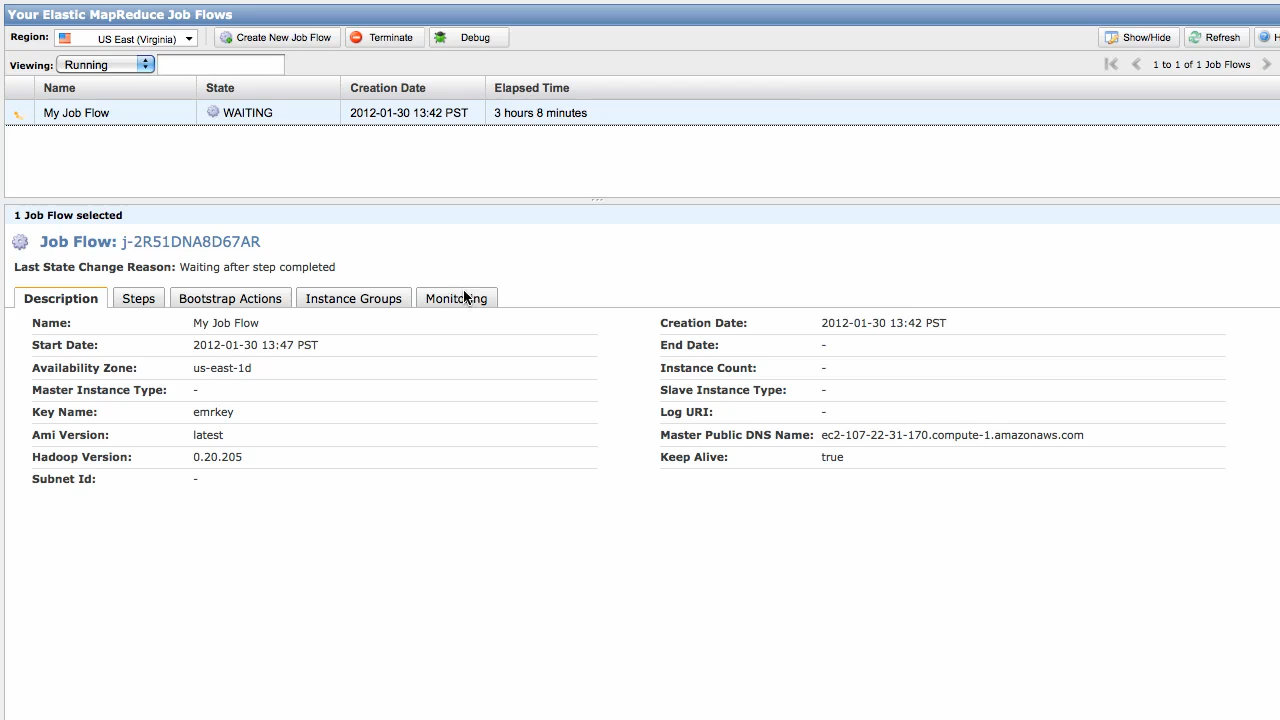 Your Elastic MapReduce Job Flows
Region: US East (Virginia) Create New Job Flow Terminate Debug Show/Hide Refresh H
Viewing: Running 1 to 1 of 1 Job Flows
Name State Creation Date Elapsed Time
My Job Flow WAITING 2012-01-30 13:42 PST 3 hours 8 minutes
1 Job Flow selected
Job Flow: j-2R51DNA8D67AR
Last State Change Reason: Waiting after step completed
Description Steps Bootstrap Actions Instance Groups Monitoring
Name: My Job Flow Creation Date: 2012-01-30 13:42 PST
Start Date: 2012-01-30 13:47 PST End Date: -
Availability Zone: us-east-1d Instance Count: -
Master Instance Type: - Slave Instance Type: -
Key Name: emrkey Log URI: -
Ami Version: latest Master Public DNS Name: ec2-107-22-31-170.compute-1.amazonaws.com
Hadoop Version: 0.20.205 Keep Alive: true
Subnet Id: -